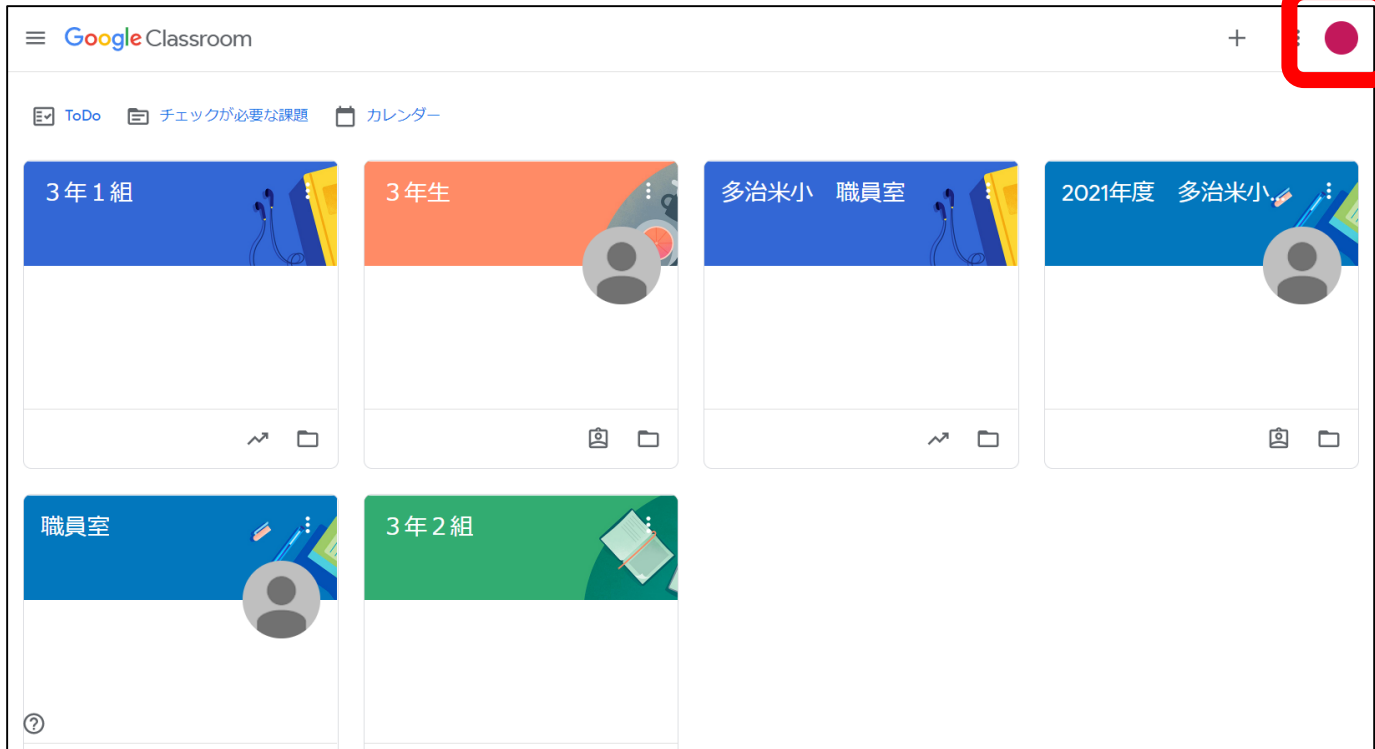 Google Classroom
ToDo チェックが必要な課題 カレンダー
３年１組
３年生
多治米小　職員室
2021年度　多治米小...
職員室
３年２組